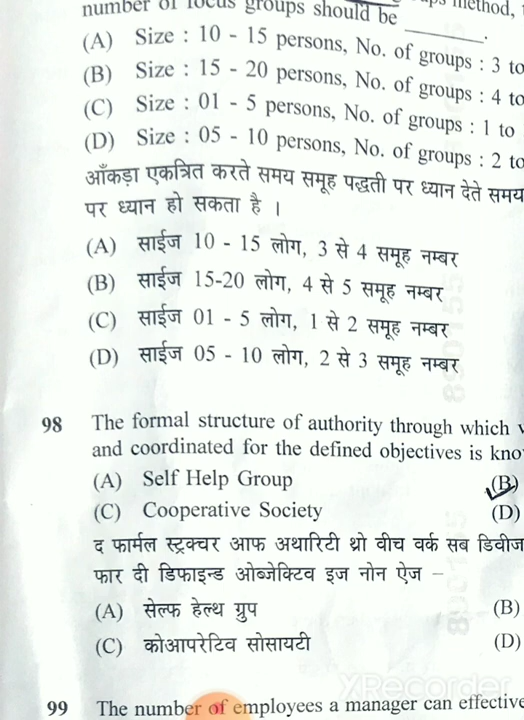 number of focus groups should be ________.
(A) Size : 10 - 15 persons, No. of groups : 3 to
(B) Size : 15 - 20 persons, No. of groups : 4 to
(C) Size : 01 - 5 persons, No. of groups : 1 to
(D) Size : 05 - 10 persons, No. of groups : 2 to
आँकड़ा एकत्रित करते समय समूह पद्धती पर ध्यान देते समय
पर ध्यान हो सकता है ।
(A) साईज 10 - 15 लोग, 3 से 4 समूह नम्बर
(B) साईज 15-20 लोग, 4 से 5 समूह नम्बर
(C) साईज 01 - 5 लोग, 1 से 2 समूह नम्बर
(D) साईज 05 - 10 लोग, 2 से 3 समूह नम्बर
98 The formal structure of authority through which
and coordinated for the defined objectives is
(A) Self Help Group (B)
(C) Cooperative Society (D)
द फार्मल स्ट्रक्चर आफ अथारिटी थ्रो वीच वर्क सब डिवीज
फार दी डिफाइन्ड ओब्जेक्टिव इज नोन ऐज –
(A) सेल्फ हेल्थ ग्रुप (B)
(C) कोआपरेटिव सोसायटी (D)
XRecorder
99 The number of employees a manager can effective